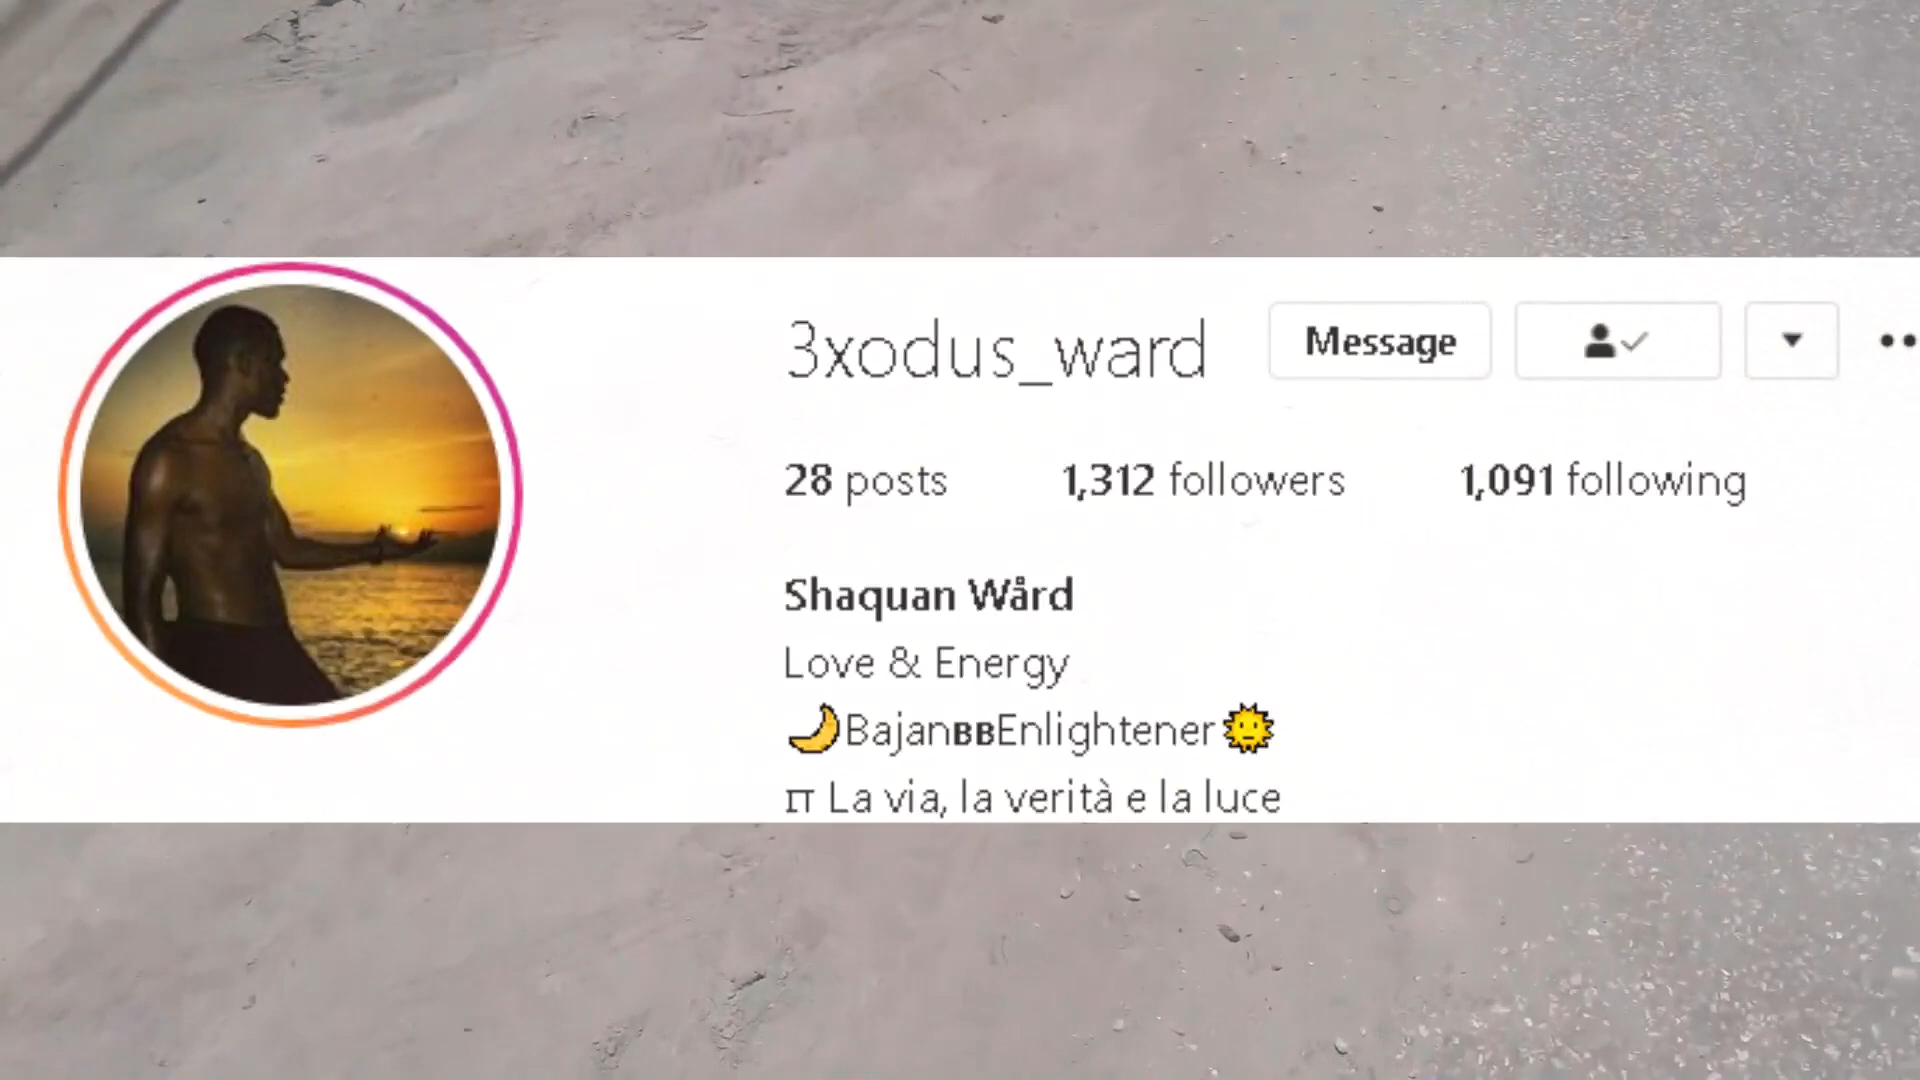 3xodus_ward Message
28 posts 1,312 followers 1,091 following
Shaquan Wård
Love & Energy
🌙BajanʙʙEnlightener🌞
π La via, la verità e la luce